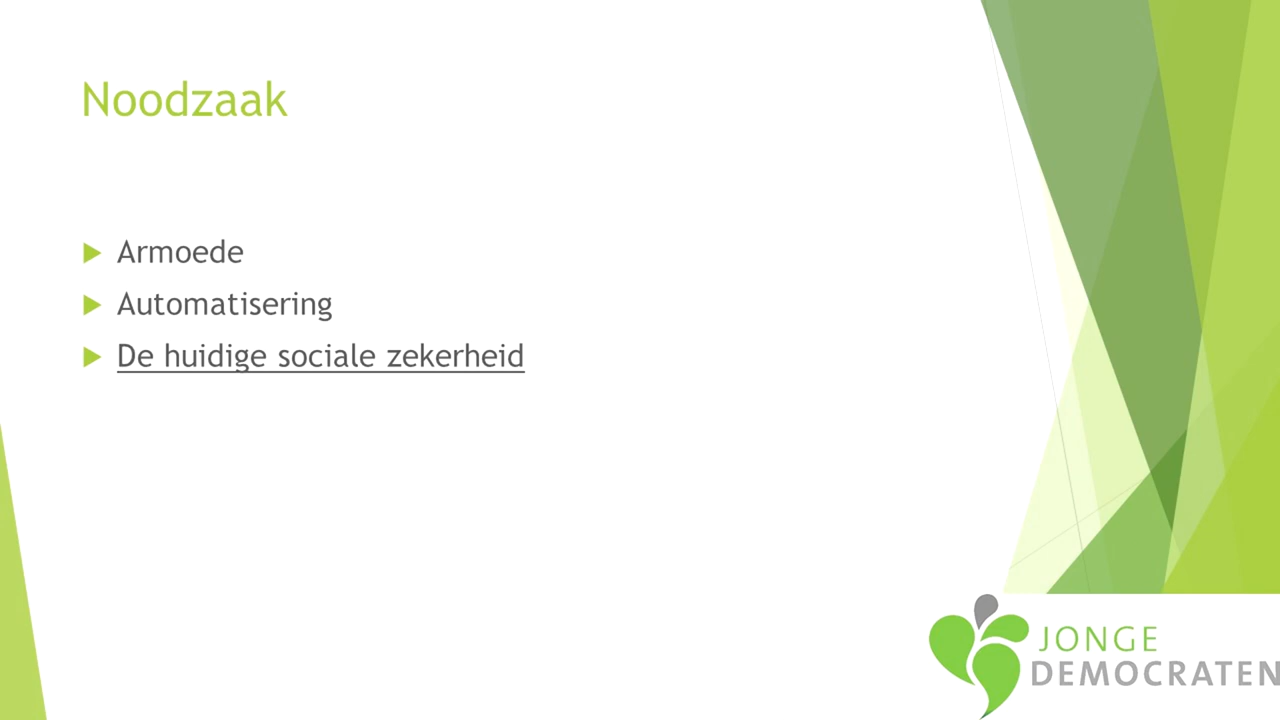 Noodzaak
Armoede
Automatisering
De huidige sociale zekerheid
JONGE
DEMOCRATEN